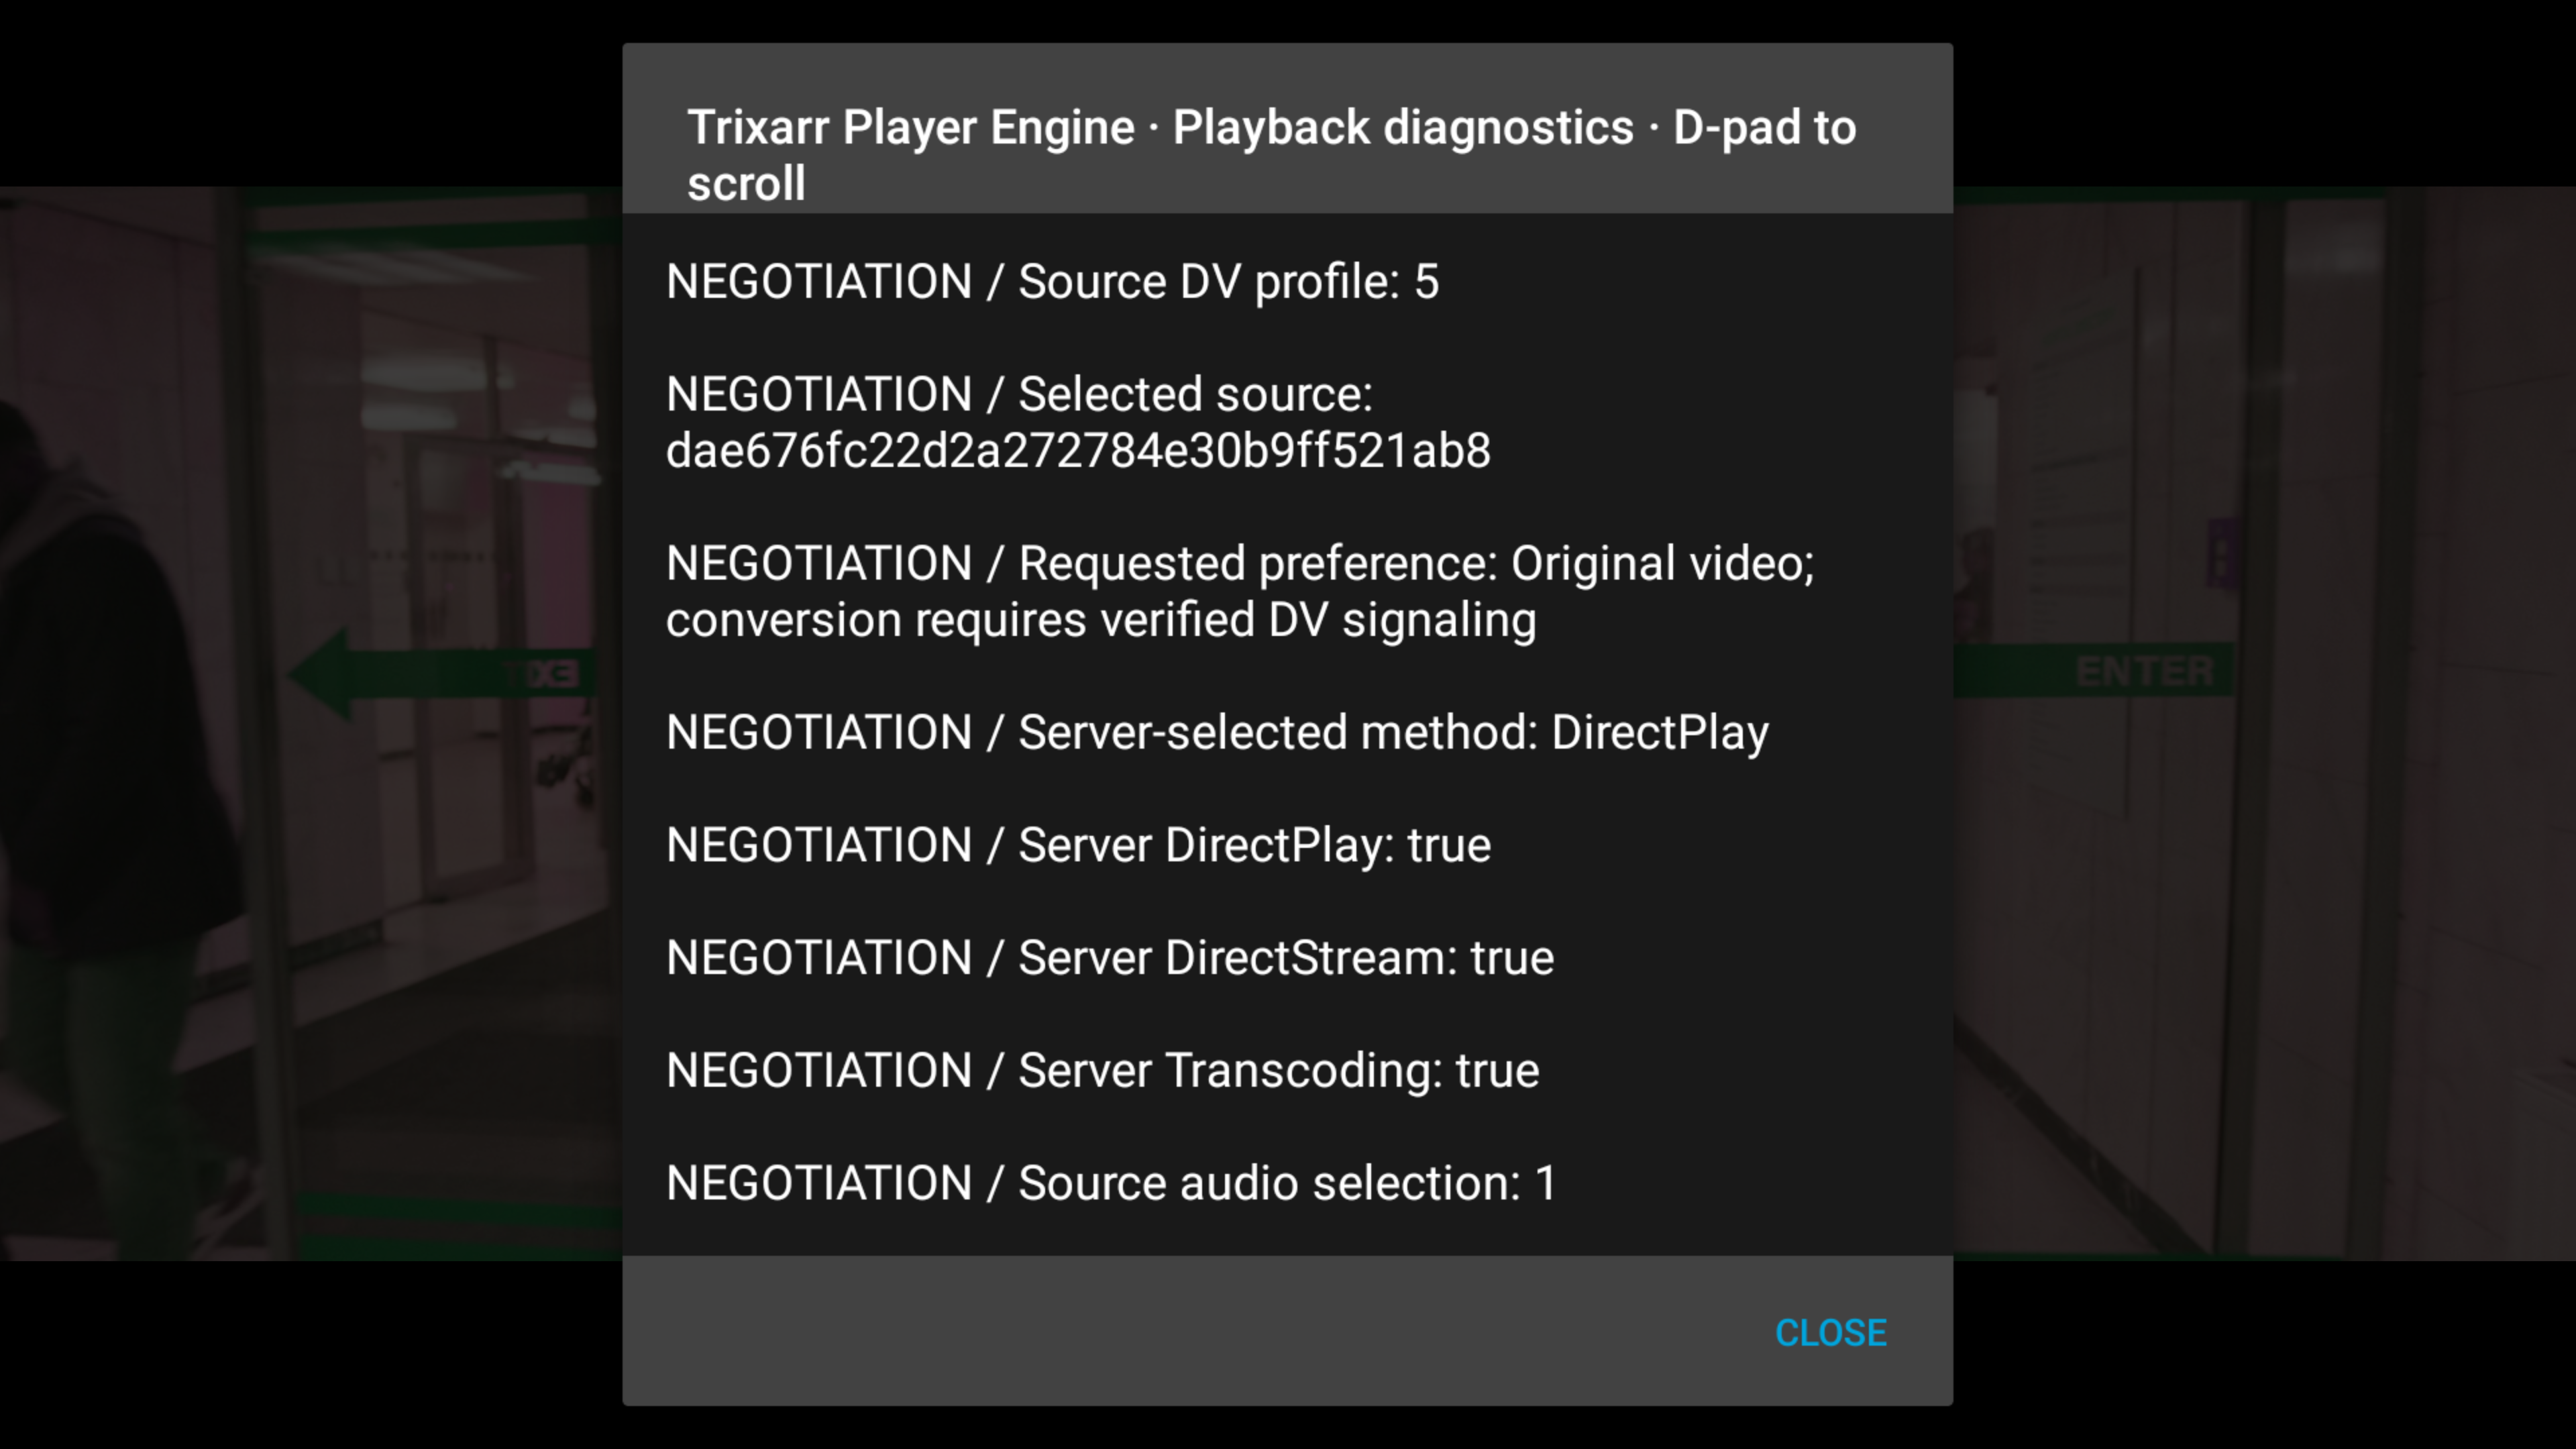 Trixarr Player Engine · Playback diagnostics · D-pad to
scroll
NEGOTIATION / Source DV profile: 5
NEGOTIATION / Selected source:
dae676fc22d2a272784e30b9ff521ab8
NEGOTIATION / Requested preference: Original video;
conversion requires verified DV signaling
NEGOTIATION / Server-selected method: DirectPlay
NEGOTIATION / Server DirectPlay: true
NEGOTIATION / Server DirectStream: true
NEGOTIATION / Server Transcoding: true
NEGOTIATION / Source audio selection: 1
CLOSE
EXIT
ENTER